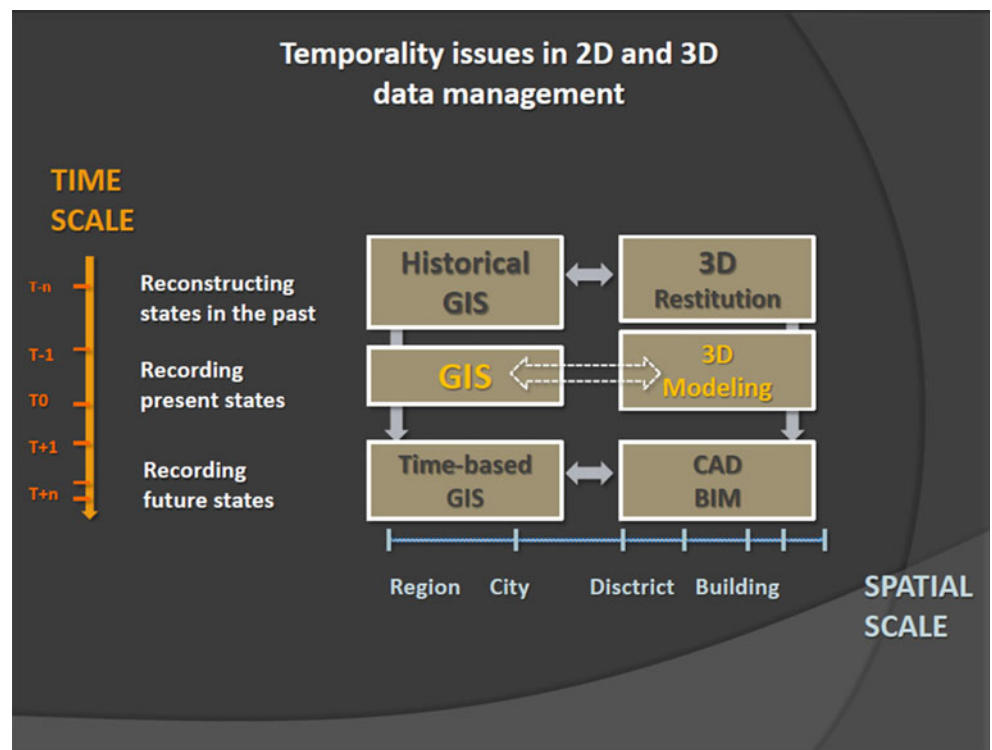 Temporality issues in 2D and 3D
data management
TIME
SCALE
T-n
T-1
T0
T+1
T+n
Reconstructing
states in the past
Recording
present states
Recording
future states
Historical
GIS
3D
Restitution
GIS
3D
Modeling
Time-based
GIS
CAD
BIM
Region City Disctrict Building
SPATIAL
SCALE